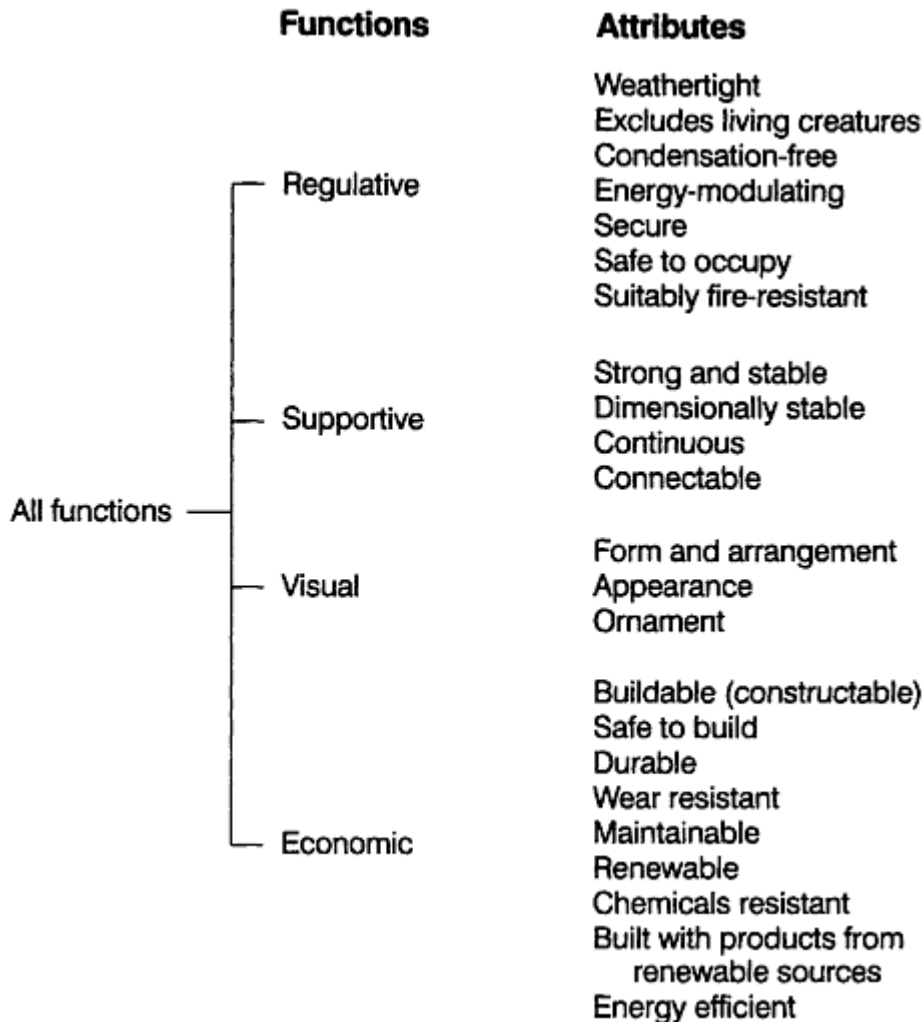 Functions Attributes
Weathertight
Excludes living creatures
Condensation-free
Regulative Energy-modulating
Secure
Safe to occupy
Suitably fire-resistant
Strong and stable
Supportive Dimensionally stable
Continuous
Connectable
All functions
Form and arrangement
Visual Appearance
Ornament
Buildable (constructable)
Safe to build
Durable
Wear resistant
Economic Maintainable
Renewable
Chemicals resistant
Built with products from
renewable sources
Energy efficient